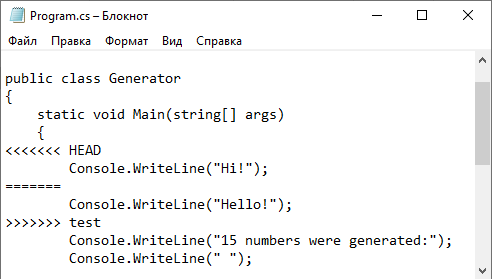 Program.cs – Блокнот
Файл Правка Формат Вид Справка
public class Generator
{
    static void Main(string[] args)
    {
<<<<<<< HEAD
        Console.WriteLine("Hi!");
=======
        Console.WriteLine("Hello!");
>>>>>>> test
        Console.WriteLine("15 numbers were generated:");
        Console.WriteLine(" ");